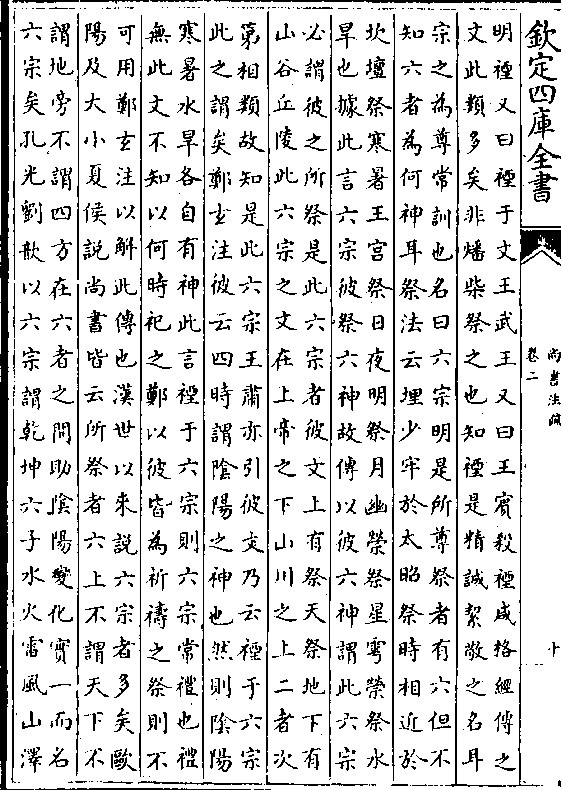 欽定四庫全書
尚書注疏
卷二
十
明禋又曰禋于文王武王又曰王賓殺禋咸格經傳之
文此類多矣非燔柴祭之也知禋是精誠絜敬之名耳
宗之為尊常訓也名曰六宗明是所尊祭者有六但不
知六者為何神耳祭法云埋少牢於太昭祭時相近於
坎壇祭寒暑王宮祭日夜明祭月幽榮祭星雩榮祭水
旱也據此言六宗彼祭六神故傳以彼六神謂此六宗
必謂彼之所祭是此六宗者彼文上有祭天祭地下有
山谷丘陵此六宗之文在上帝之下山川之上二者次
第相類故知是此六宗王肅亦引彼文乃云禋于六宗
此之謂矣鄭玄注彼云四時謂陰陽之神也然則陰陽
寒暑水旱各自有神此言禋于六宗則六宗常禮也禮
無此文不知以何時祀之鄭以彼皆為祈禱之祭則不
可用鄭玄注以解此傳也漢世以來說六宗者多矣歐
陽及大小夏侯說尚書皆云所祭者六上不謂天下不
謂地旁不謂四方在六者之間助陰陽變化實一而名
六宗矣孔光劉歆以六宗謂乾坤六子水火雷風山澤